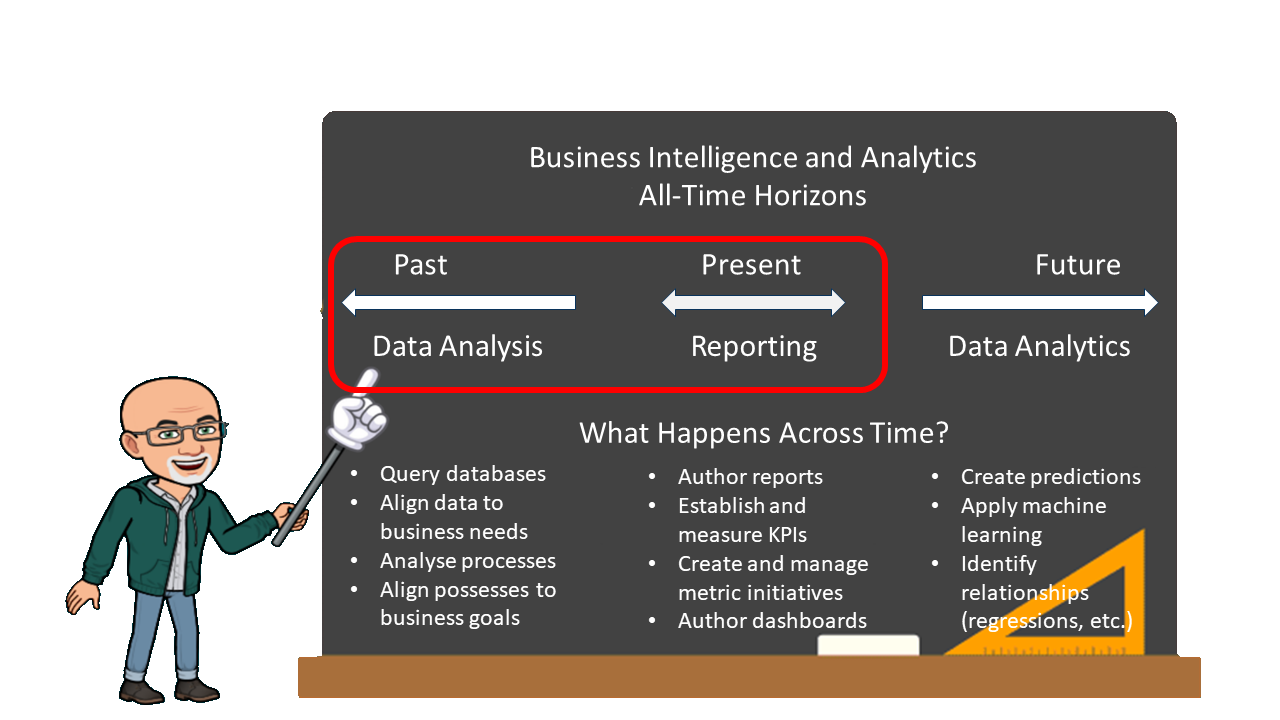 Business Intelligence and Analytics
All-Time Horizons
Past
Present
Future
Data Analysis
Reporting
Data Analytics
What Happens Across Time?
• Query databases
• Align data to
business needs
• Analyse processes
• Align possesses to
business goals
• Author reports
• Establish and
measure KPIs
• Create and manage
metric initiatives
• Author dashboards
• Create predictions
• Apply machine
learning
• Identify
relationships
(regressions, etc.)